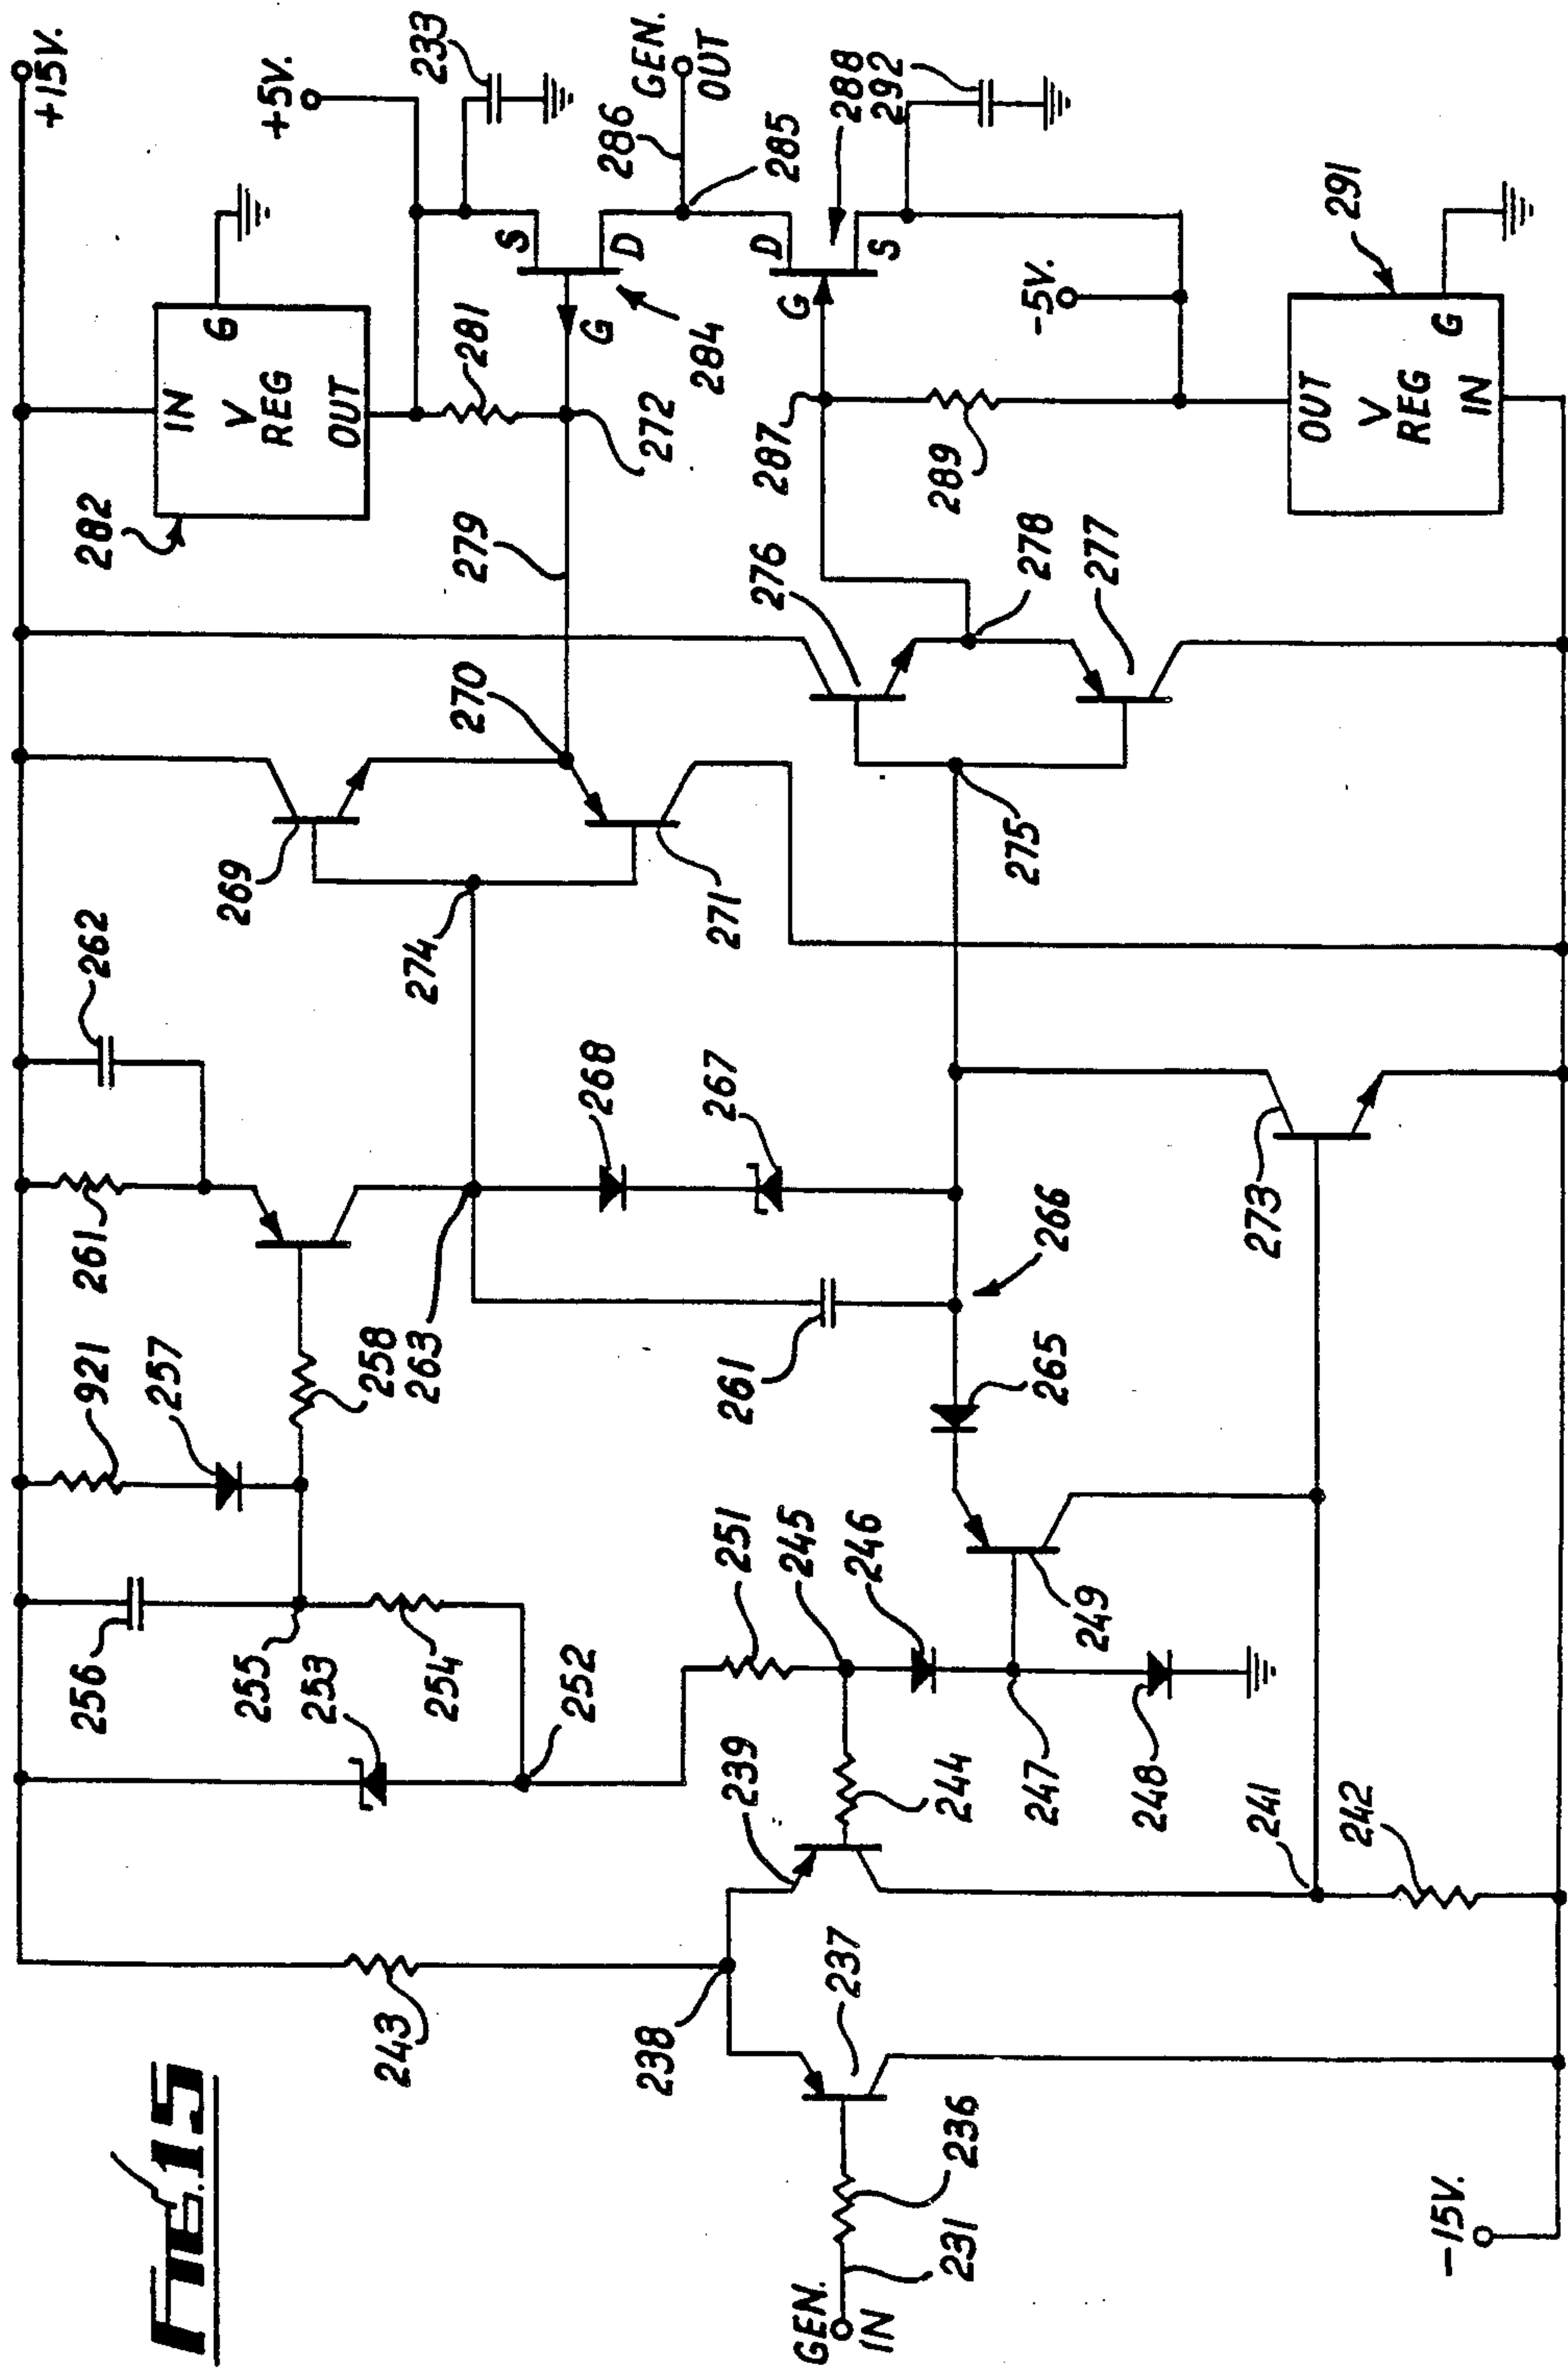 FIG. 15
+15V.
+5V.
233
GEN.
OUT
286
285
288
292
291
-5V.
IN
V
REG
OUT
G
282
281
S
D
G
284
272
287
D
G
S
289
OUT
V
REG
IN
G
279
276
278
277
270
269
274
271
275
262
268
267
261
263
258
266
273
921
257
261
265
256
255
253
254
252
251
245
246
249
239
244
247
248
241
242
243
238
237
236
231
GEN.
IN
-15V.